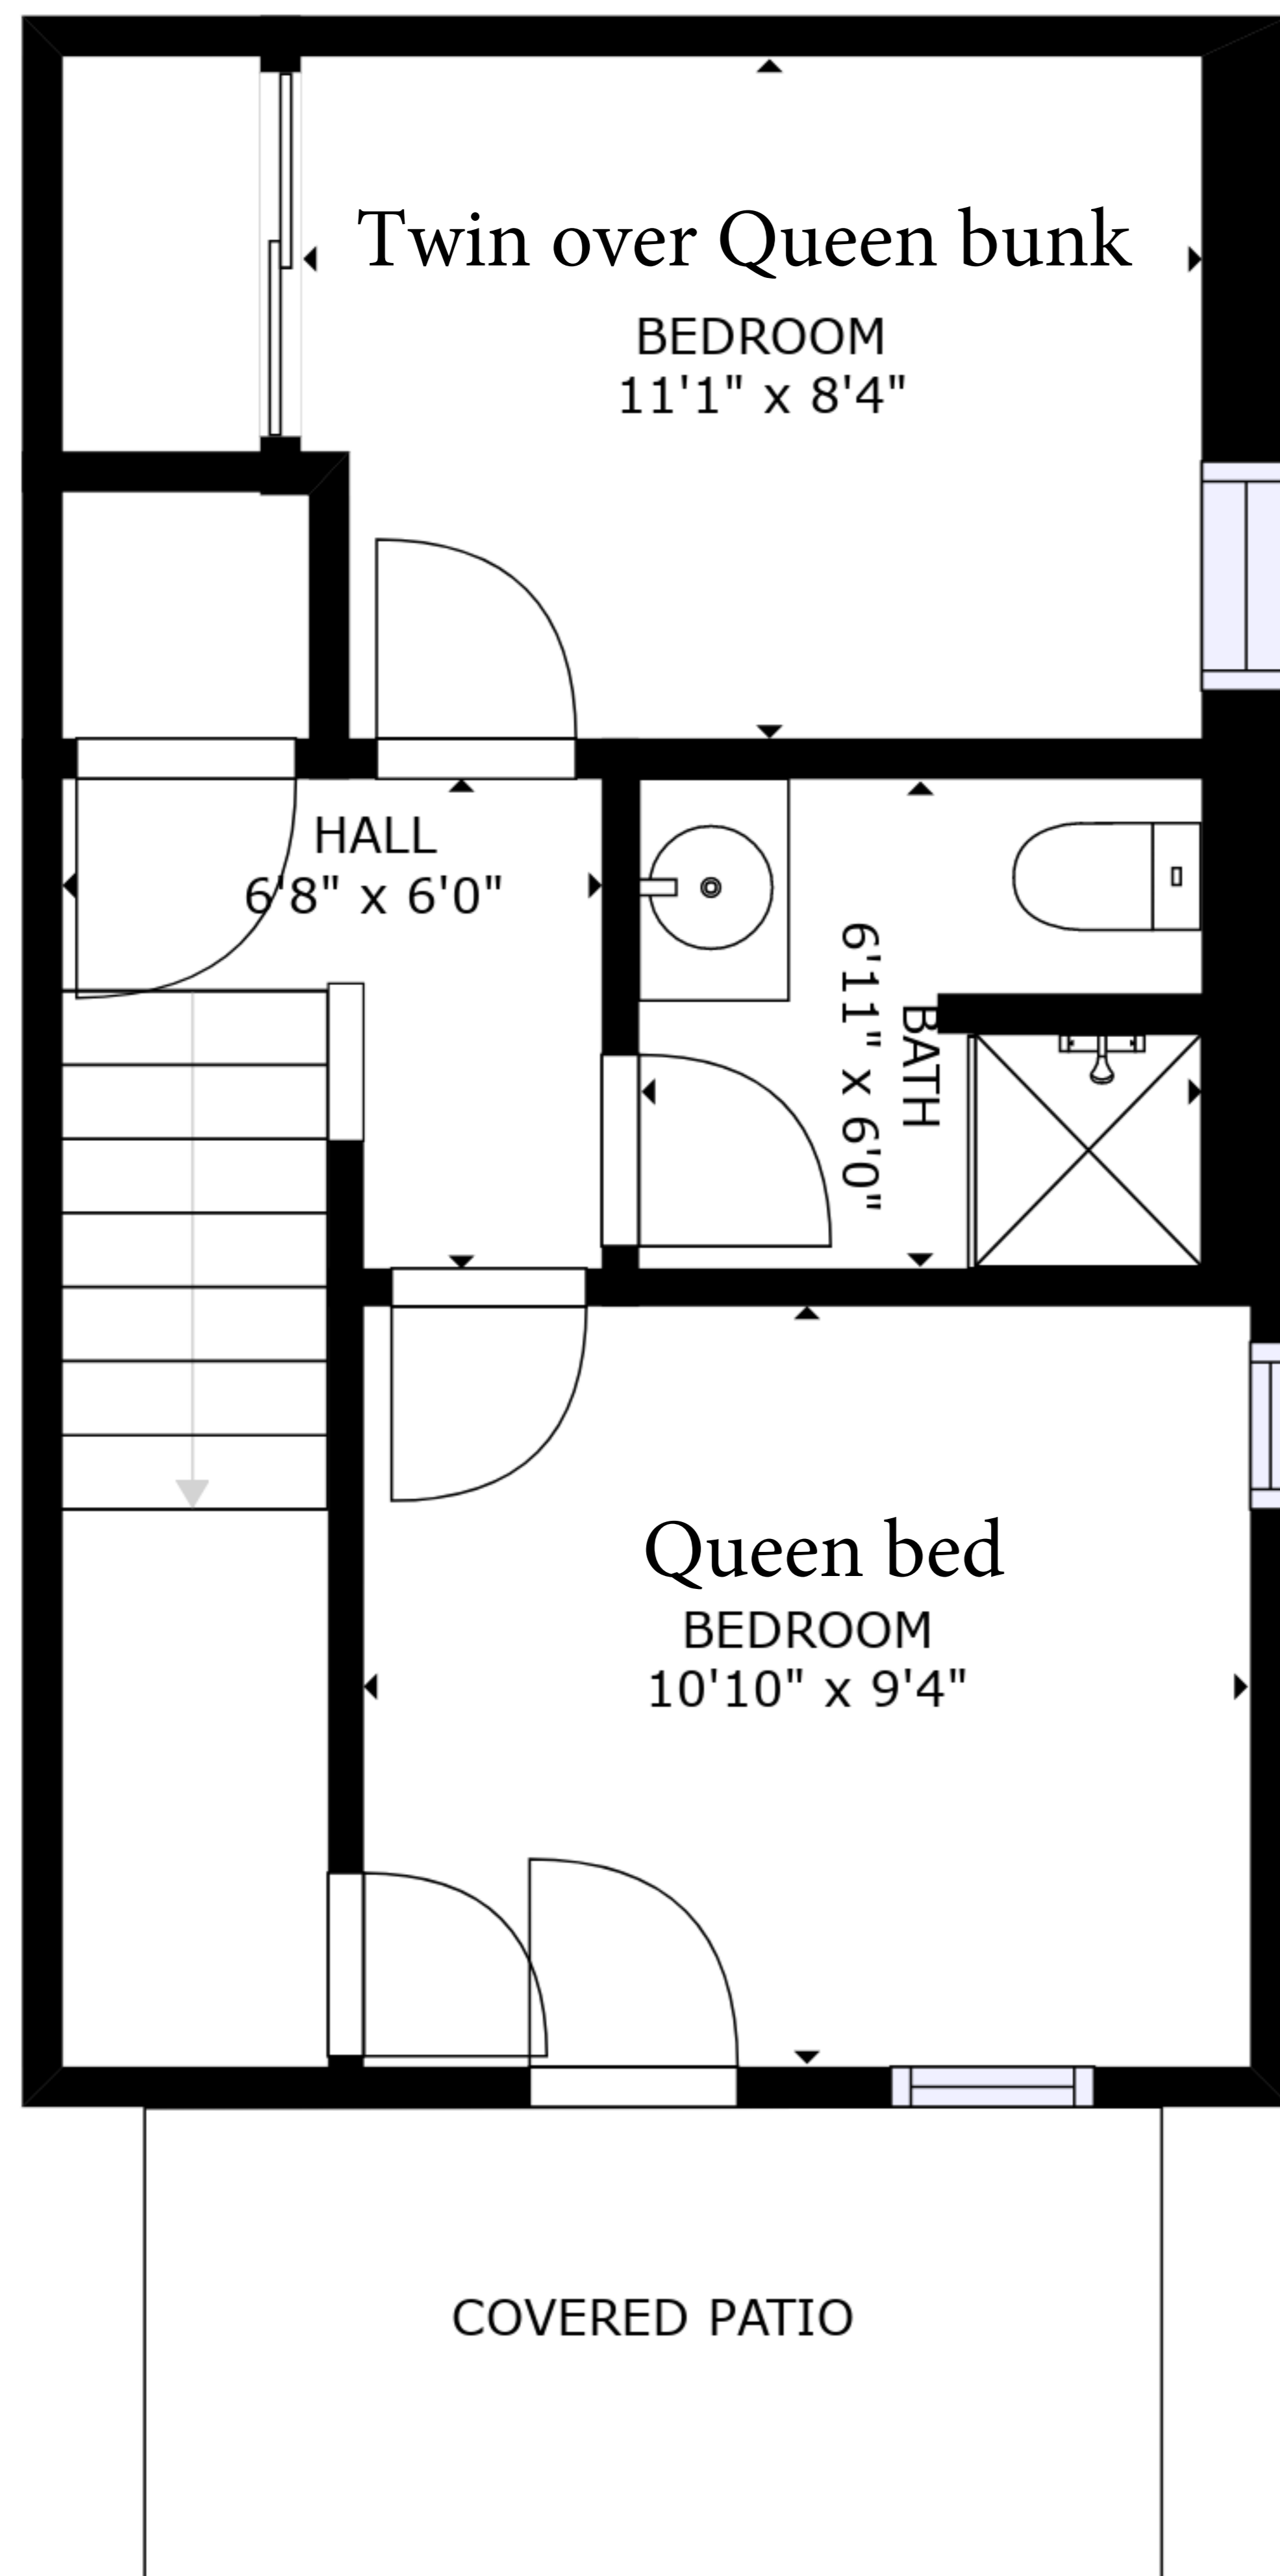 Twin over Queen bunk
BEDROOM
11'1" x 8'4"
HALL
6'8" x 6'0"
BATH
6'11" x 6'0"
Queen bed
BEDROOM
10'10" x 9'4"
COVERED PATIO